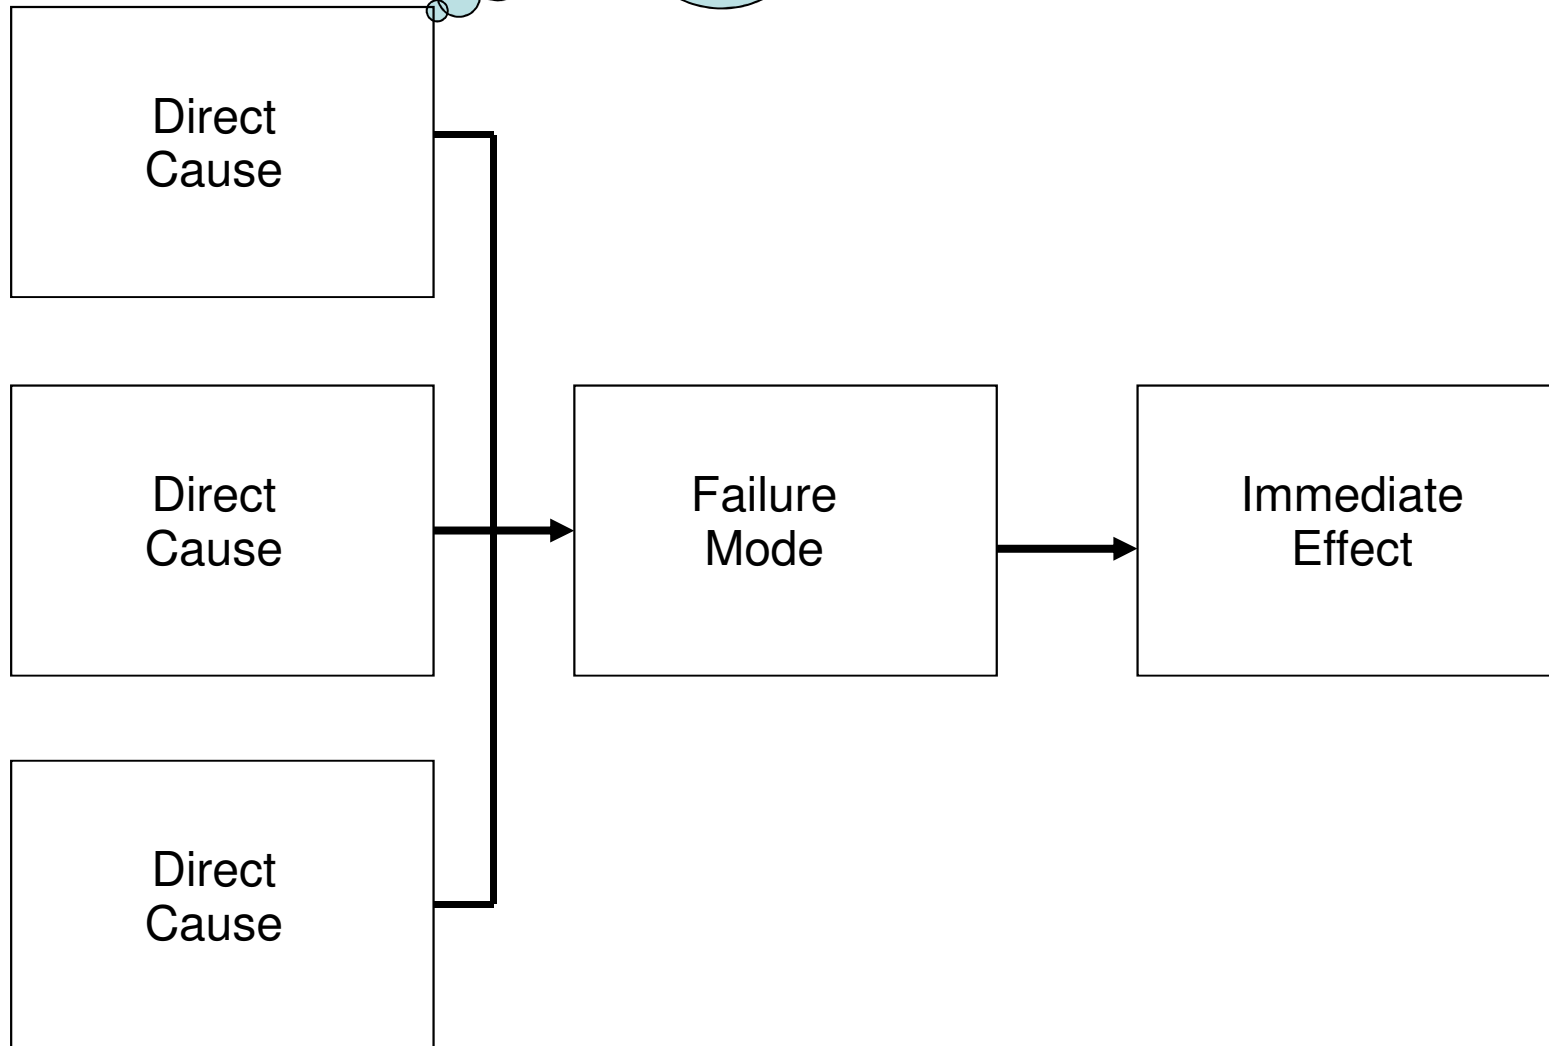 Direct
Cause
Direct
Cause
Failure
Mode
Immediate
Effect
Direct
Cause